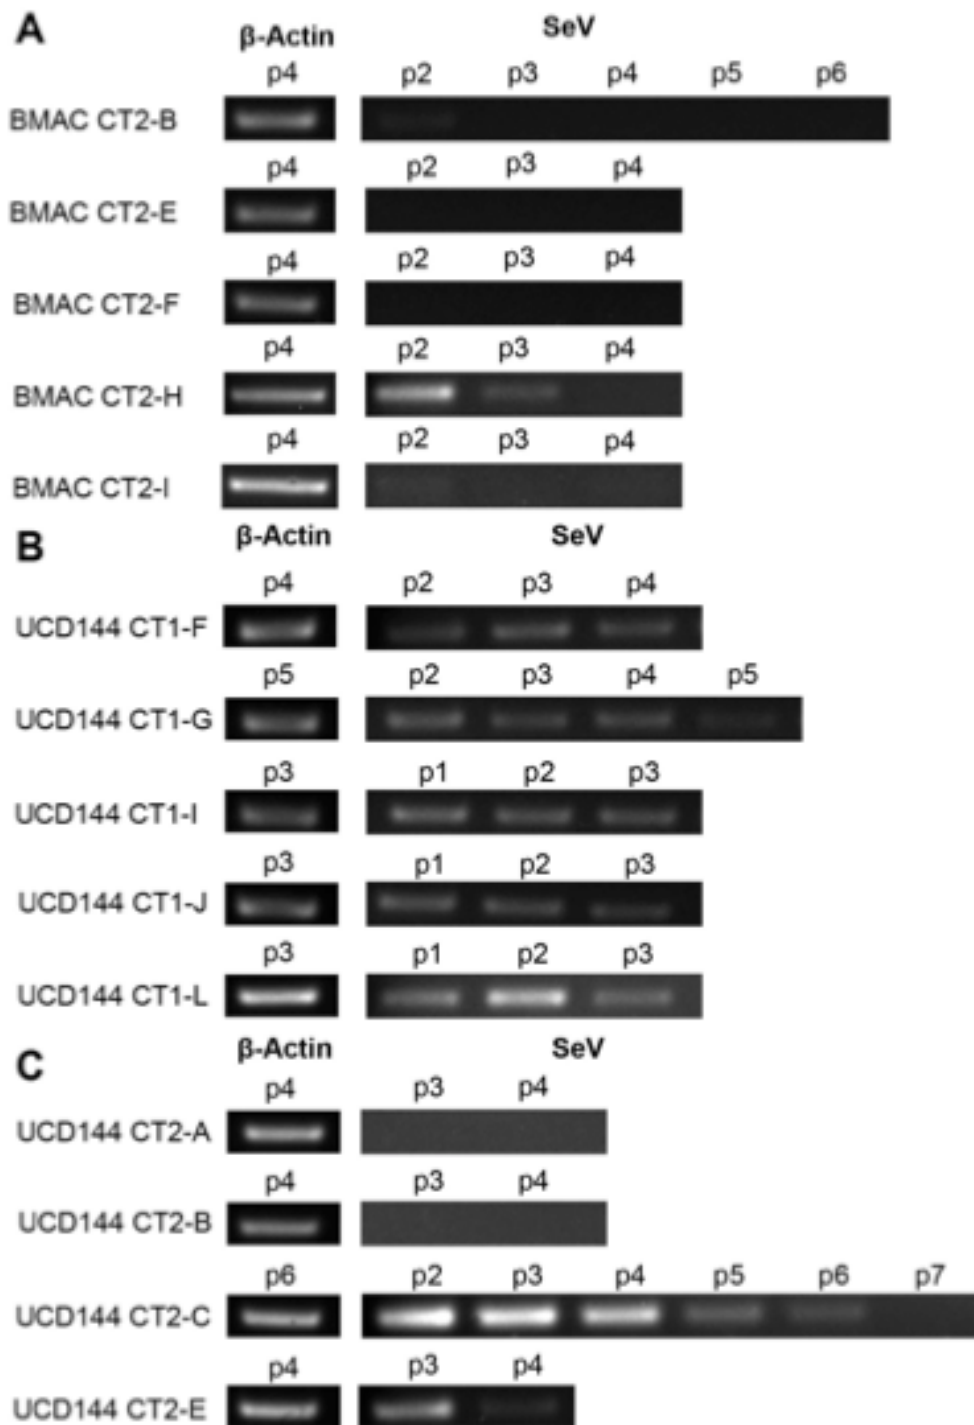 A
β-Actin SeV
p4 p2 p3 p4 p5 p6
BMAC CT2-B
p4 p2 p3 p4
BMAC CT2-E
p4 p2 p3 p4
BMAC CT2-F
p4 p2 p3 p4
BMAC CT2-H
p4 p2 p3 p4
BMAC CT2-I
B
β-Actin SeV
p4 p2 p3 p4
UCD144 CT1-F
p5 p2 p3 p4 p5
UCD144 CT1-G
p3 p1 p2 p3
UCD144 CT1-I
p3 p1 p2 p3
UCD144 CT1-J
p3 p1 p2 p3
UCD144 CT1-L
C
β-Actin SeV
p4 p3 p4
UCD144 CT2-A
p4 p3 p4
UCD144 CT2-B
p6 p2 p3 p4 p5 p6 p7
UCD144 CT2-C
p4 p3 p4
UCD144 CT2-E